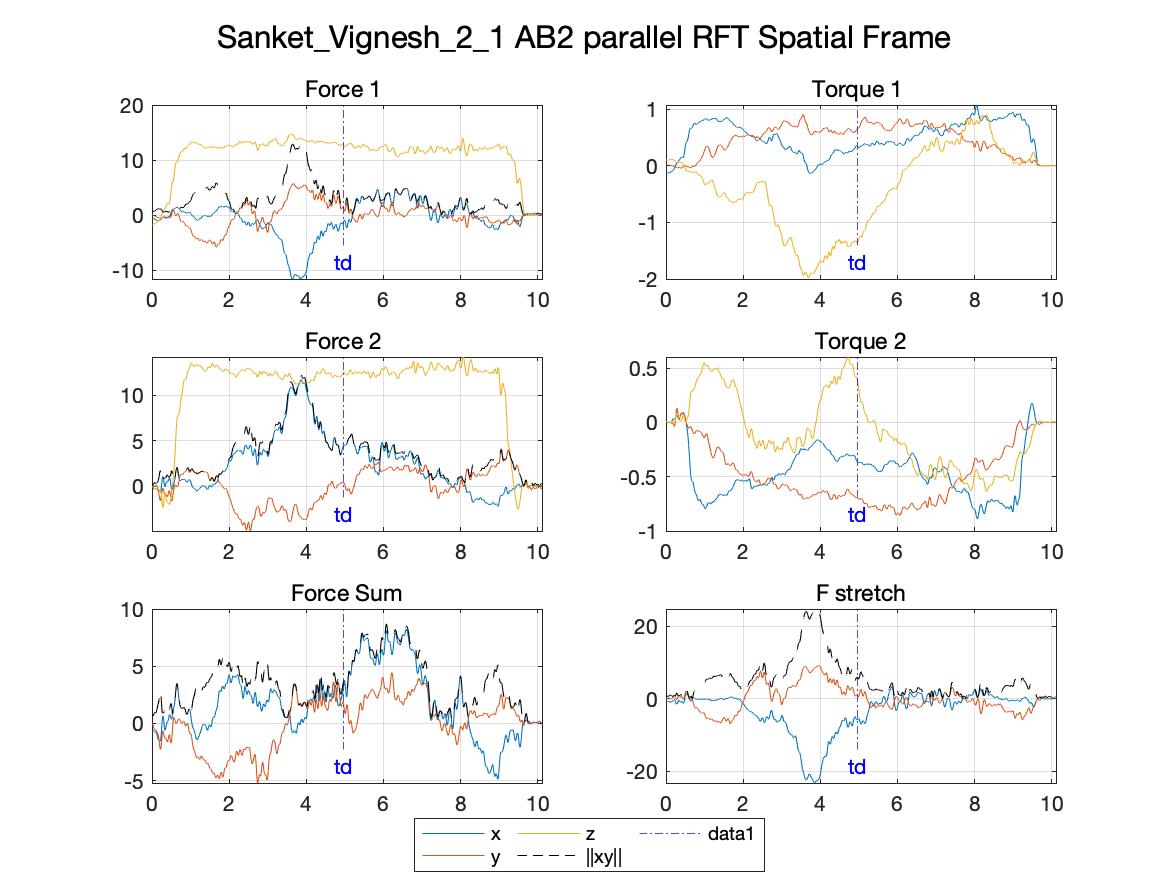 Sanket_Vignesh_2_1 AB2 parallel RFT Spatial Frame
Force 1
20
10
0
-10
td
0 2 4 6 8 10
Torque 1
1
0
-1
-2
td
0 2 4 6 8 10
Force 2
10
5
0
td
0 2 4 6 8 10
Torque 2
0.5
0
-0.5
-1
td
0 2 4 6 8 10
Force Sum
10
5
0
-5
td
0 2 4 6 8 10
F stretch
20
0
-20
td
0 2 4 6 8 10
x z data1
y ||xy||